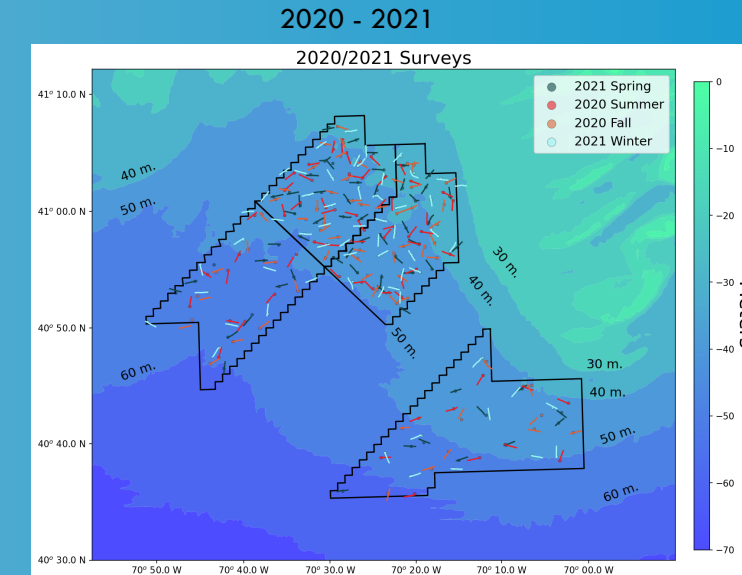 2020 - 2021
2020/2021 Surveys
2021 Spring
2020 Summer
2020 Fall
2021 Winter
41° 10.0 N
41° 00.0 N
40° 50.0 N
40° 40.0 N
40° 30.0 N
70° 50.0 W
70° 40.0 W
70° 30.0 W
70° 20.0 W
70° 10.0 W
70° 00.0 W
40 m.
50 m.
60 m.
30 m.
40 m.
50 m.
30 m.
40 m.
50 m.
60 m.
0
−10
−20
−30
−40
−50
−60
−70